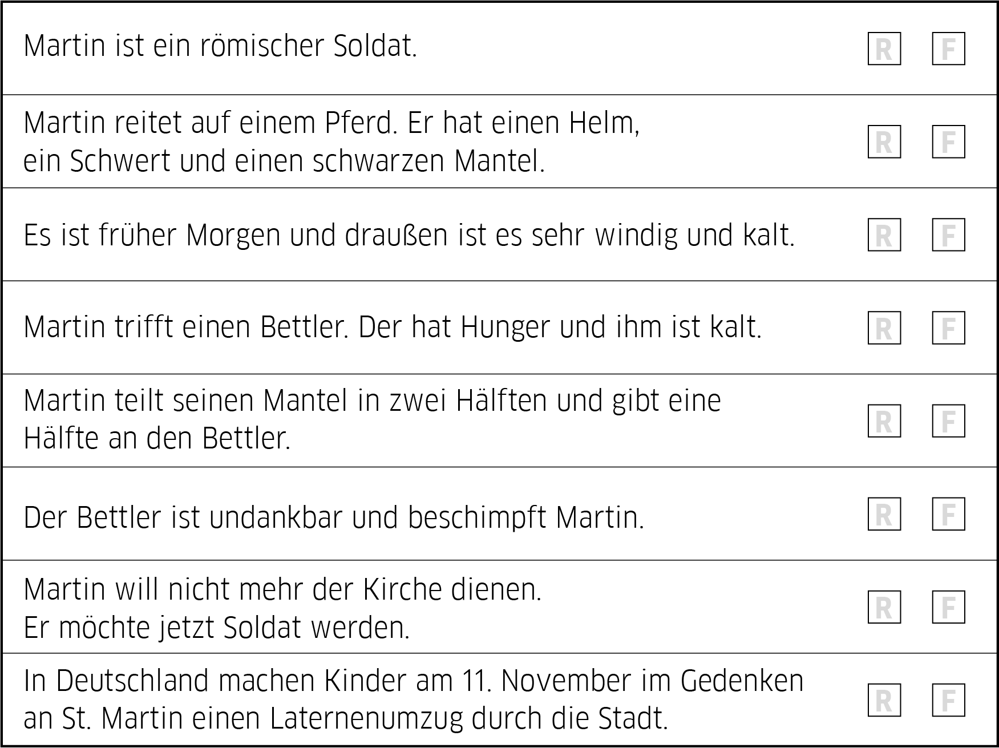 Martin ist ein römischer Soldat. R F
Martin reitet auf einem Pferd. Er hat einen Helm,
ein Schwert und einen schwarzen Mantel. R F
Es ist früher Morgen und draußen ist es sehr windig und kalt. R F
Martin trifft einen Bettler. Der hat Hunger und ihm ist kalt. R F
Martin teilt seinen Mantel in zwei Hälften und gibt eine
Hälfte an den Bettler. R F
Der Bettler ist undankbar und beschimpft Martin. R F
Martin will nicht mehr der Kirche dienen.
Er möchte jetzt Soldat werden. R F
In Deutschland machen Kinder am 11. November im Gedenken
an St. Martin einen Laternenumzug durch die Stadt. R F